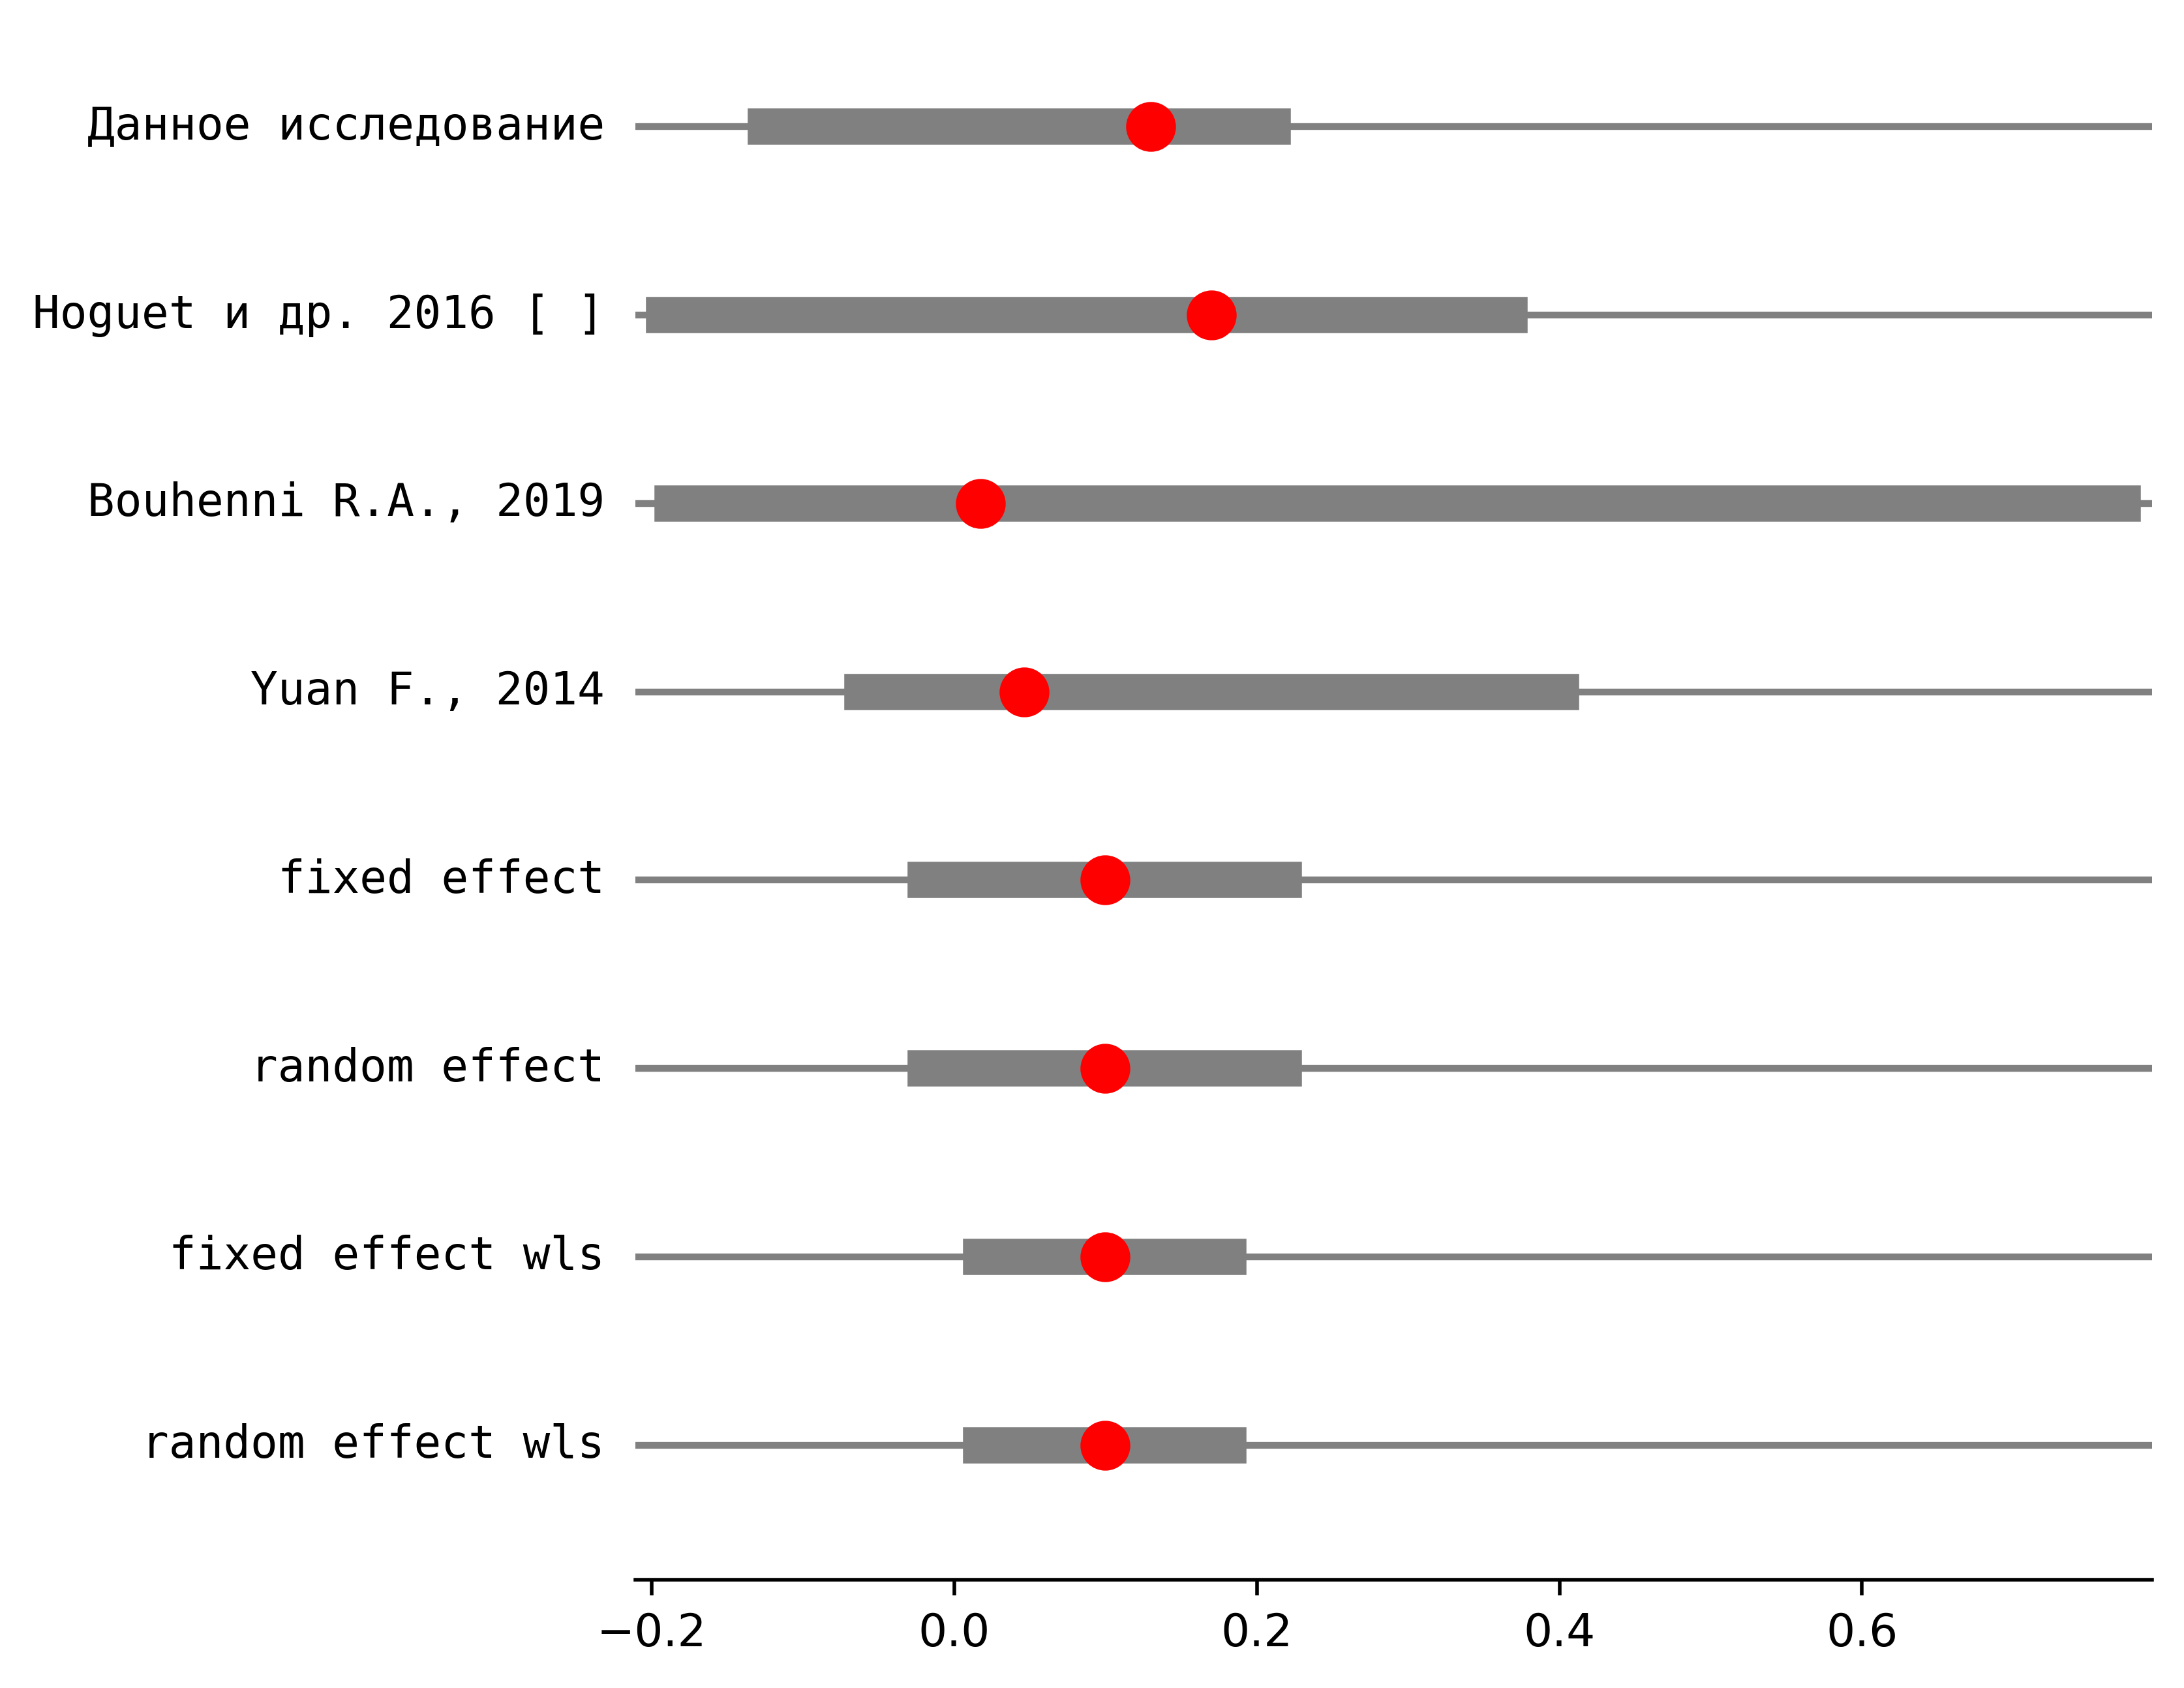 Данное исследование
Hoguet и др. 2016 [ ]
Bouhenni R.A., 2019
Yuan F., 2014
fixed effect
random effect
fixed effect wls
random effect wls
−0.2 0.0 0.2 0.4 0.6